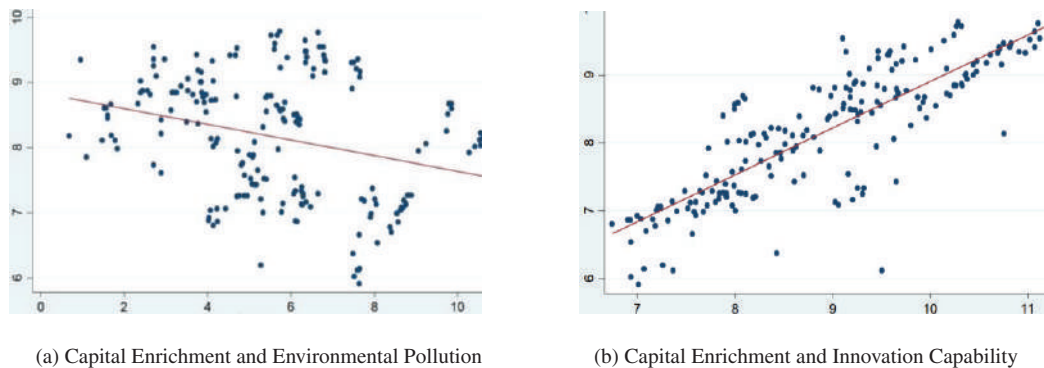 10
9
8
7
6
0 2 4 6 8 10
9
8
7
6
7 8 9 10 11
(a) Capital Enrichment and Environmental Pollution
(b) Capital Enrichment and Innovation Capability